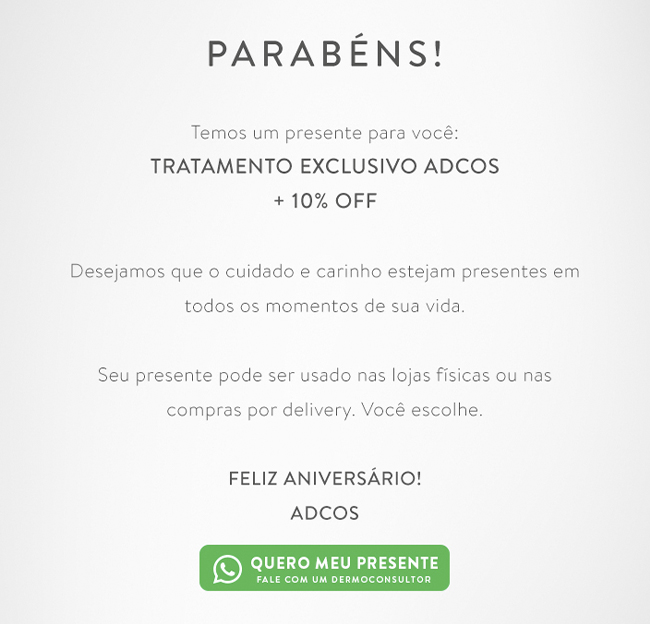 PARABÉNS!
Temos um presente para você:
TRATAMENTO EXCLUSIVO ADCOS
+ 10% OFF
Desejamos que o cuidado e carinho estejam presentes em
todos os momentos de sua vida.
Seu presente pode ser usado nas lojas físicas ou nas
compras por delivery. Você escolhe.
FELIZ ANIVERSÁRIO!
ADCOS
QUERO MEU PRESENTE
FALE COM UM DERMOCONSULTOR